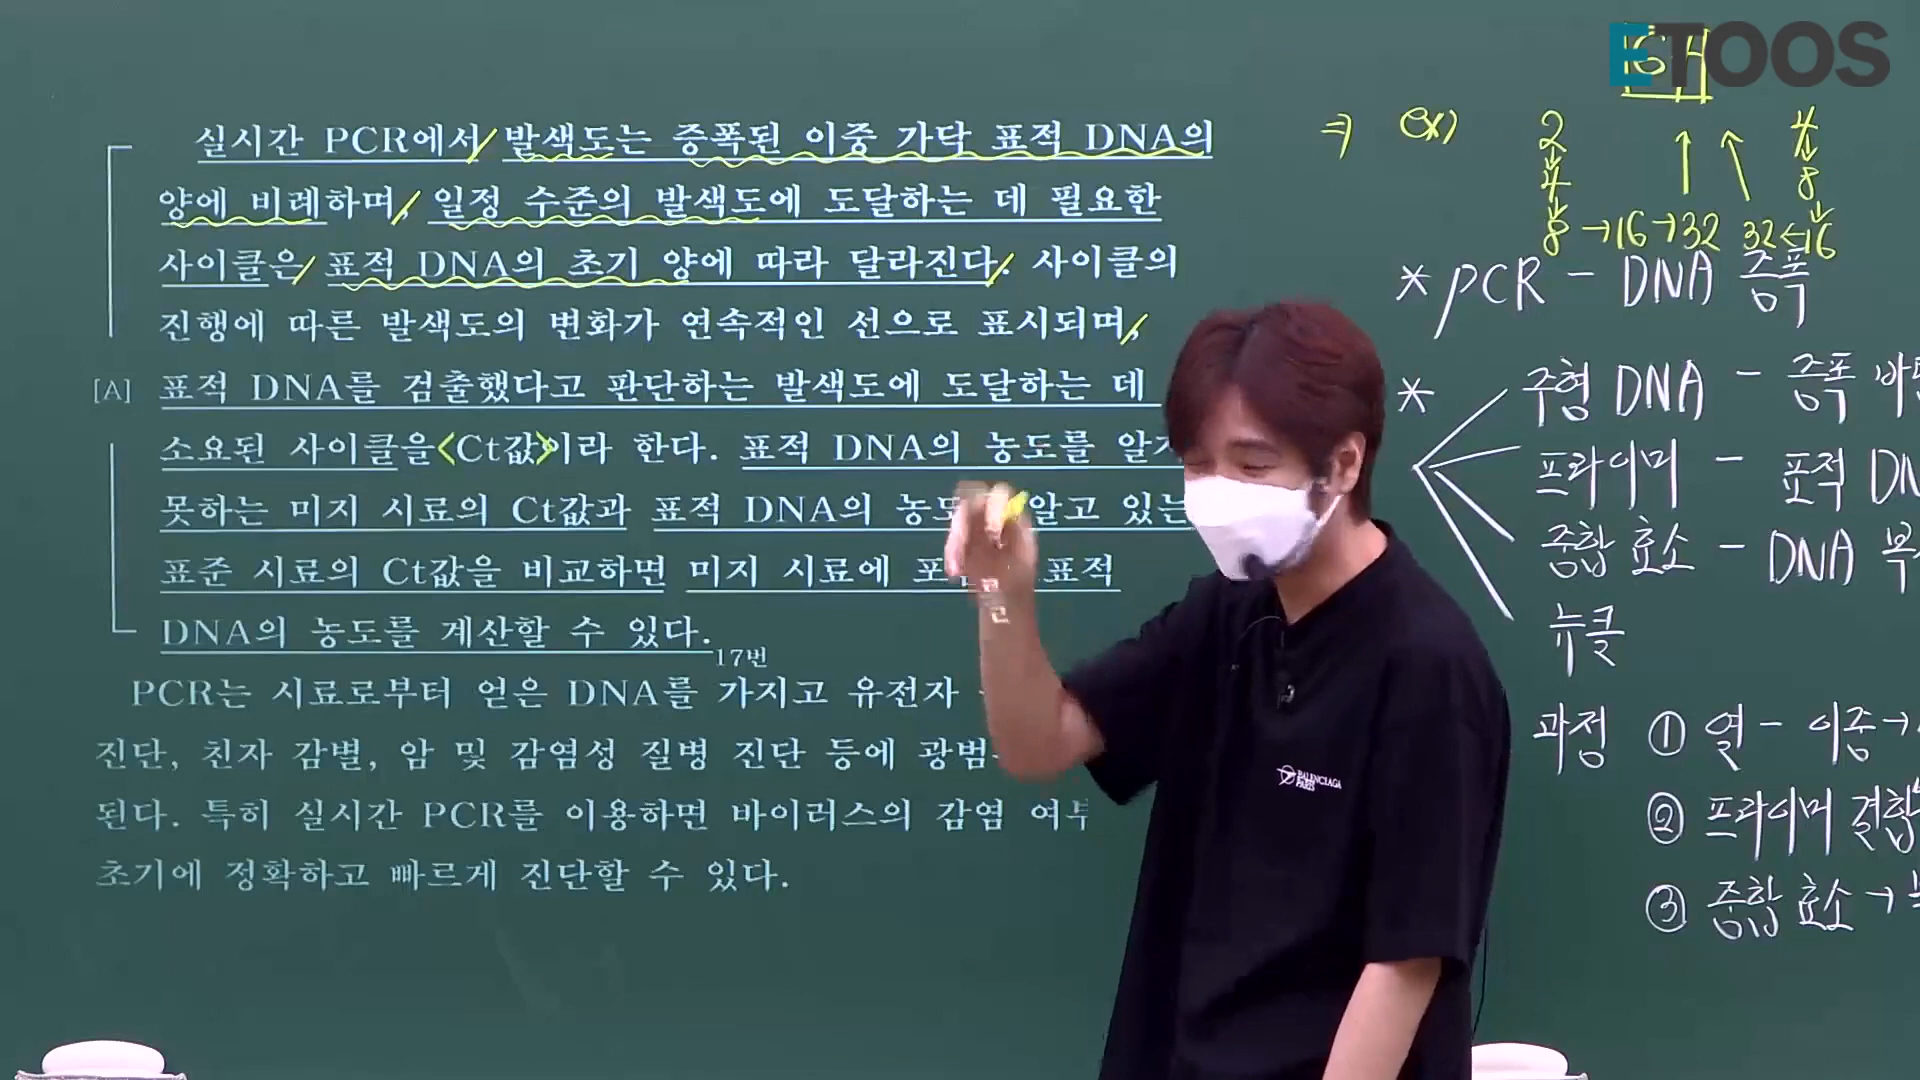 ETOOS
실시간 PCR에서 발색도는 증폭된 이중 가닥 표적 DNA의
양에 비례하며, 일정 수준의 발색도에 도달하는 데 필요한
사이클은 표적 DNA의 초기 양에 따라 달라진다. 사이클의
진행에 따른 발색도의 변화가 연속적인 선으로 표시되며,
[A] 표적 DNA를 검출했다고 판단하는 발색도에 도달하는 데
소요된 사이클을 <Ct값>이라 한다. 표적 DNA의 농도를
못하는 미지 시료의 Ct값과 표적 DNA의 알고 있는
표준 시료의 Ct값을 비교하면 미지 시료에 표적
DNA의 농도를 계산할 수 있다.
17번
PCR는 시료로부터 얻은 DNA를 가지고 유전자
진단, 친자 감별, 암 및 감염성 질병 진단 등에
된다. 특히 실시간 PCR를 이용하면 바이러스의 감염
초기에 정확하고 빠르게 진단할 수 있다.
⇒ ex)
2 ↓ 4 ↓ 8 → 16 → 32
4 ↓ 8 ↓ 16 → 32
* PCR - DNA 증폭
* 주형 DNA - 증폭
프라이머 - 표적
중합 효소 - DNA
뉴클
과정 ① 열 - 이중 →
② 프라이머 결합
③ 중합 효소 →
BALENCIAGA
PARIS